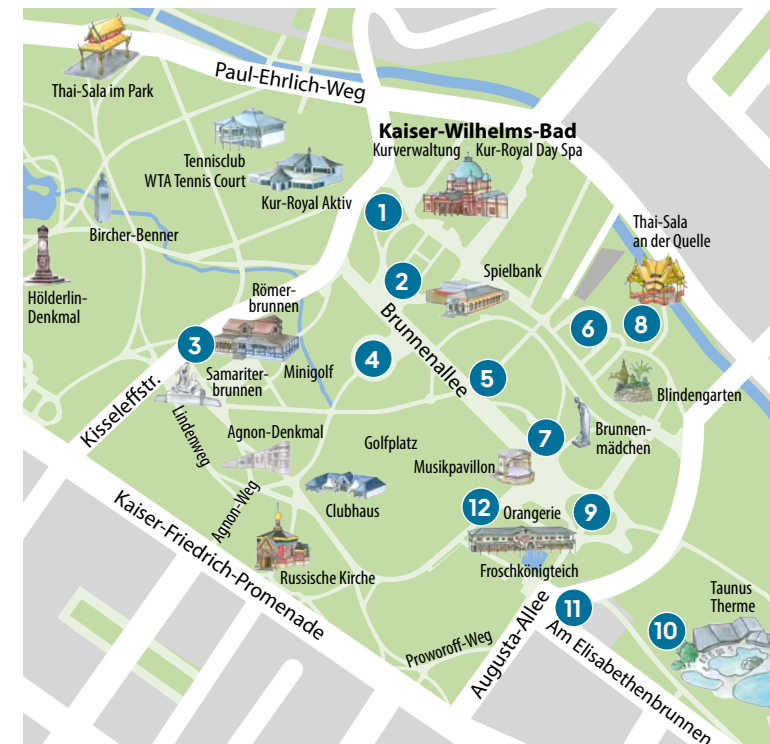 Thai-Sala im Park
Paul-Ehrlich-Weg
Kaiser-Wilhelms-Bad
Kurverwaltung Kur-Royal Day Spa
Tennisclub
WTA Tennis Court
Kur-Royal Aktiv
Bircher-Benner
Hölderlin-
Denkmal
1
2
Spielbank
Thai-Sala
an der Quelle
6
8
Römer-
brunnen
3
Samariter-
brunnen
Minigolf
4
Brunnenallee
5
Blindengarten
Kisseleffstr.
Lindenweg
Agnon-Denkmal
Golfplatz
7
Brunnen-
mädchen
Musikpavillon
Agnon-Weg
Clubhaus
12
Orangerie
9
Kaiser-Friedrich-Promenade
Russische Kirche
Froschkönigteich
11
Taunus
Therme
10
Proworoff-Weg
Augusta-Allee
Am Elisabethenbrunnen